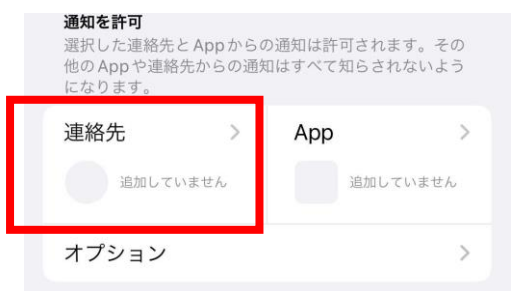 通知を許可
選択した連絡先とAppからの通知は許可されます。その
他のAppや連絡先からの通知はすべて知らされないよう
になります。
連絡先
App
追加していません
追加していません
オプション